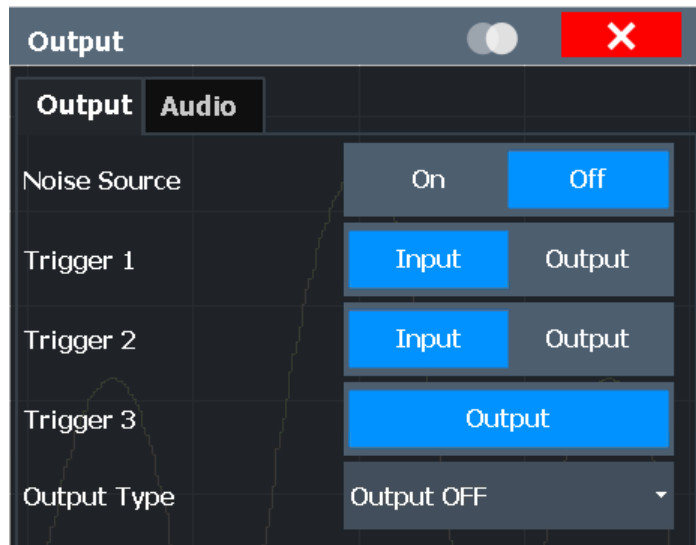 Output
Output Audio
Noise Source On Off
Trigger 1 Input Output
Trigger 2 Input Output
Trigger 3 Output
Output Type Output OFF